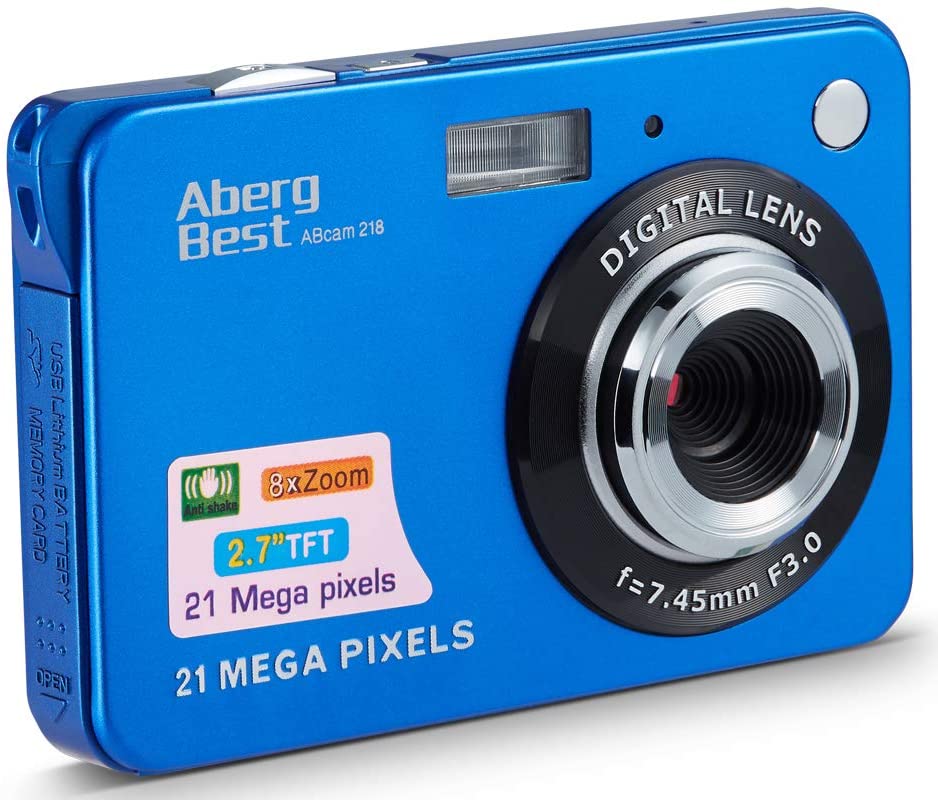 Aberg
Best ABcam 218
DIGITAL LENS
f=7.45mm F3.0
Anti shake
8xZoom
2.7”TFT
21 Mega pixels
21 MEGA PIXELS
USB Lithium BATTERY
MEMORY CARD
OPEN